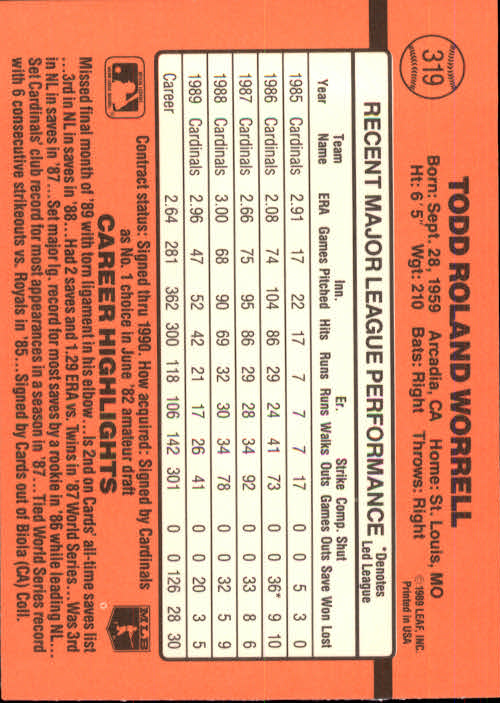 319
TODD ROLAND WORRELL
Born: Sept. 28, 1959 Arcadia, CA Home: St. Louis, MO
Ht: 6' 5" Wgt: 210 Bats: Right Throws: Right
© 1989 LEAF, INC.
Printed in USA
RECENT MAJOR LEAGUE PERFORMANCE
*Denotes
Led League
Team Inn. Er. Strike Comp. Shut
Year Name ERA Games Pitched Hits Runs Runs Walks Outs Games Outs Save Won Lost
1985 Cardinals 2.91 17 22 17 7 7 7 17 0 0 5 3 0
1986 Cardinals 2.08 74 104 86 29 24 41 73 0 0 36* 9 10
1987 Cardinals 2.66 75 95 86 29 28 34 92 0 0 33 8 6
1988 Cardinals 3.00 68 90 69 32 30 34 78 0 0 32 5 9
1989 Cardinals 2.96 47 52 42 21 17 26 41 0 0 20 3 5
Career 2.64 281 362 300 118 106 142 301 0 0 126 28 30
Contract status: Signed thru 1990. How acquired: Signed by Cardinals
as No. 1 choice in June '82 amateur draft
MLB
CAREER HIGHLIGHTS
Missed final month of '89 with torn ligament in his elbow...Is 2nd on Cards' all-time saves list
...3rd in NL in saves in '88...Had 2 saves and 1.29 ERA vs. Twins in '87 World Series...Was 3rd
in NL in saves in '87...Set major lg. record for most saves by a rookie in '86 while leading NL...
Set Cardinals' club record for most appearances in a season in '87...Tied World Series record
with 6 consecutive strikeouts vs. Royals in '85...Signed by Cards out of Biola (CA) Coll.